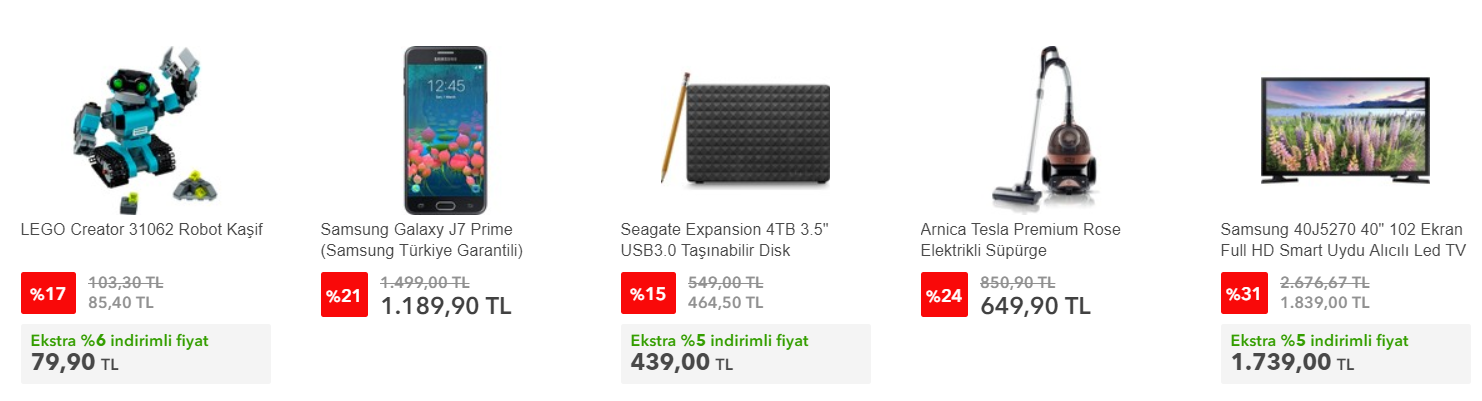 SAMSUNG
12:45
LEGO Creator 31062 Robot Kaşif
%17
103,30 TL
85,40 TL
Ekstra %6 indirimli fiyat
79,90 TL
Samsung Galaxy J7 Prime
(Samsung Türkiye Garantili)
%21
1.499,00 TL
1.189,90 TL
Seagate Expansion 4TB 3.5"
USB3.0 Taşınabilir Disk
%15
549,00 TL
464,50 TL
Ekstra %5 indirimli fiyat
439,00 TL
Arnica Tesla Premium Rose
Elektrikli Süpürge
%24
850,90 TL
649,90 TL
Samsung 40J5270 40" 102 Ekran
Full HD Smart Uydu Alıcılı Led TV
%31
2.676,67 TL
1.839,00 TL
Ekstra %5 indirimli fiyat
1.739,00 TL